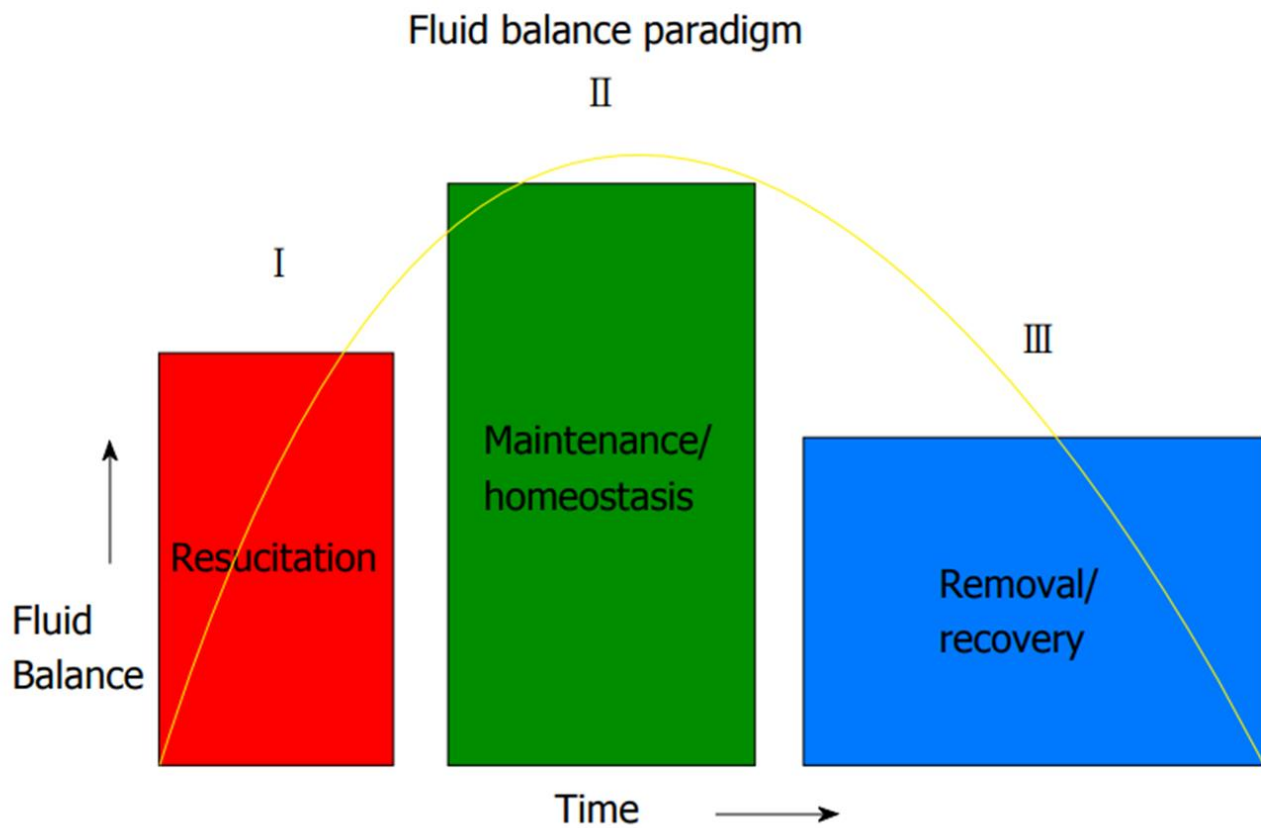 Fluid balance paradigm
Ⅱ
Ⅰ
Ⅲ
Maintenance/
homeostasis
Resucitation
Removal/
recovery
Fluid
Balance
Time